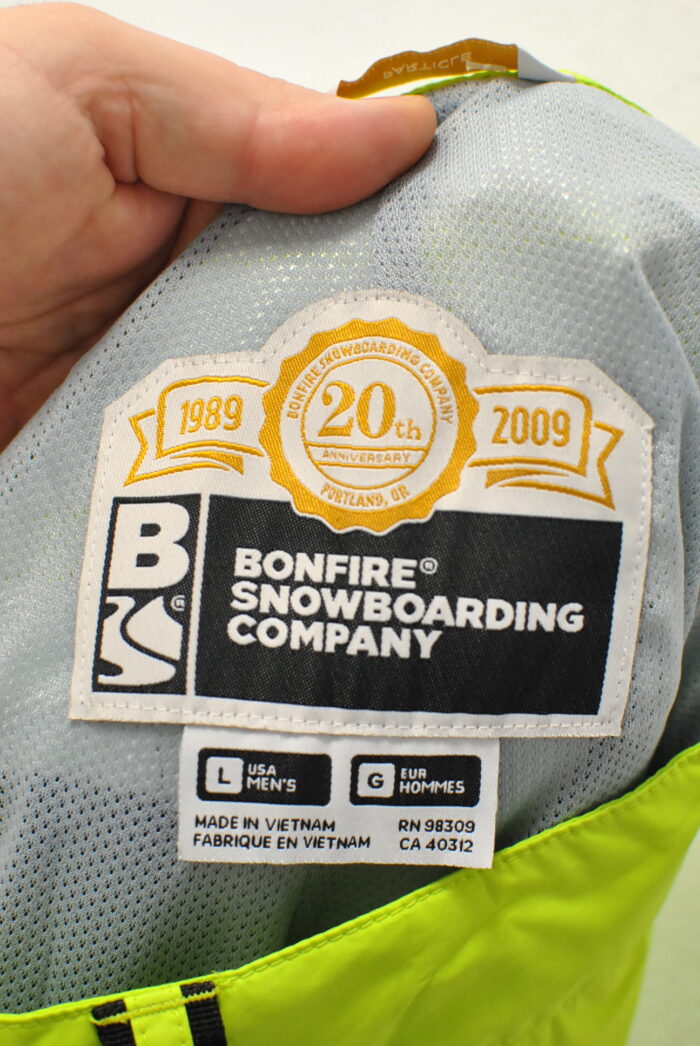 PARTICLE
BONFIRE SNOWBOARDING COMPANY
1989
20th
2009
ANNIVERSARY
PORTLAND, OR
B
BONFIRE®
SNOWBOARDING
COMPANY
®
L USA MEN'S
G EUR HOMMES
MADE IN VIETNAM RN 98309
FABRIQUE EN VIETNAM CA 40312